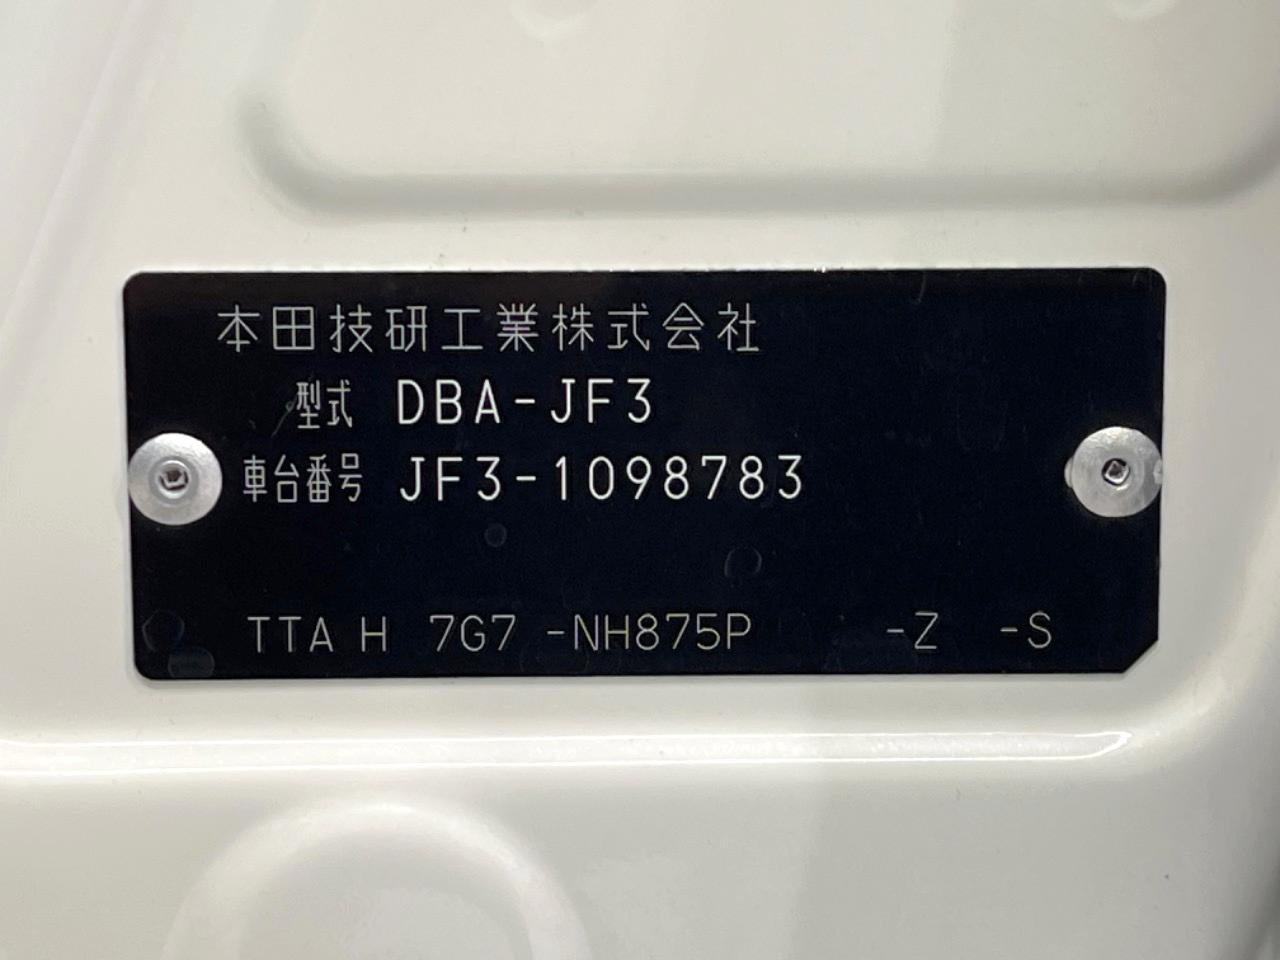 本田技研工業株式会社
型式 DBA-JF3
車台番号 JF3-1098783
TTA H 7G7 -NH875P -Z -S